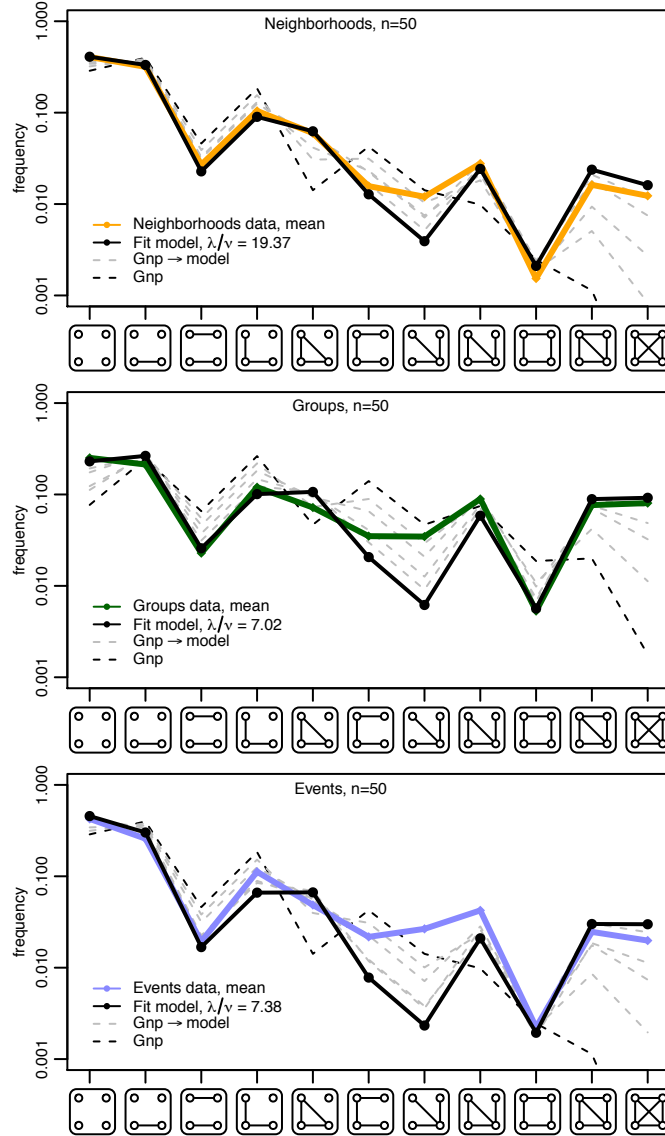 Neighborhoods, n=50
1.000
0.100
0.010
0.001
frequency
Neighborhoods data, mean
Fit model, λ/ν = 19.37
Gnp → model
Gnp
Groups, n=50
1.000
0.100
0.010
0.001
frequency
Groups data, mean
Fit model, λ/ν = 7.02
Gnp → model
Gnp
Events, n=50
1.000
0.100
0.010
0.001
frequency
Events data, mean
Fit model, λ/ν = 7.38
Gnp → model
Gnp